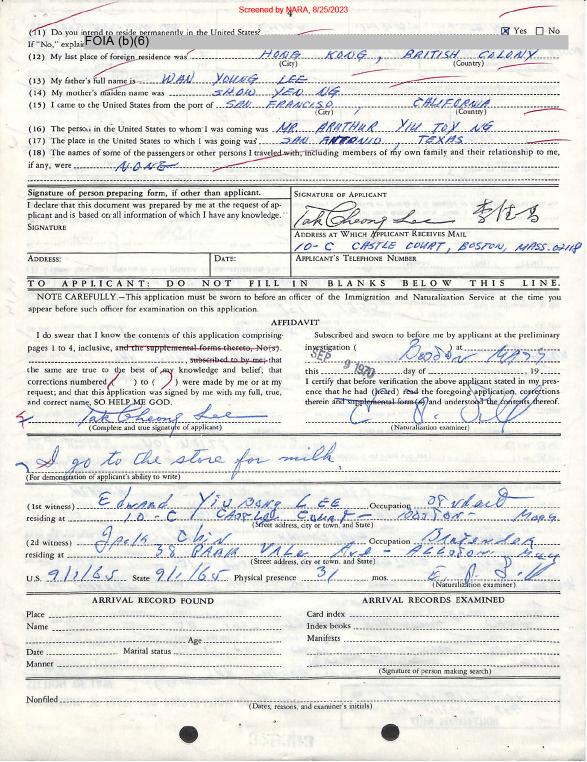 Screened by NARA, 8/25/2023
4
(11) Do you intend to reside permanently in the United States? ☒ Yes ☐ No
If "No," explain FOIA (b)(6)
(12) My last place of foreign residence was HONG KONG, BRITISH COLONY
(City) (Country)
(13) My father's full name is WAN YOUNG LEE
(14) My mother's maiden name was SHOW YEN NG
(15) I came to the United States from the port of SAN FRANCISCO, CALIFORNIA
(City) (Country)
(16) The person in the United States to whom I was coming was MR. ARUTHUR YIU TOY NG
(17) The place in the United States to which I was going was SAN ANTONIO, TEXAS
(18) The names of some of the passengers or other persons I traveled with, including members of my own family and their relationship to me,
if any, were NONE
Signature of person preparing form, if other than applicant.
I declare that this document was prepared by me at the request of ap-
plicant and is based on all information of which I have any knowledge.
SIGNATURE
ADDRESS: DATE:
SIGNATURE OF APPLICANT
Tak Cheong Lee 李
ADDRESS AT WHICH APPLICANT RECEIVES MAIL
10-C CASTLE COURT, BOSTON, MASS. 02118
APPLICANT'S TELEPHONE NUMBER
TO APPLICANT: DO NOT FILL IN BLANKS BELOW THIS LINE.
NOTE CAREFULLY.—This application must be sworn to before an officer of the Immigration and Naturalization Service at the time you
appear before such officer for examination on this application.
AFFIDAVIT
I do swear that I know the contents of this application comprising
pages 1 to 4, inclusive, and the supplemental forms thereto, No(s).
subscribed to by me; that
the same are true to the best of my knowledge and belief; that
corrections numbered ( ) to ( ) were made by me or at my
request; and that this application was signed by me with my full, true,
and correct name, SO HELP ME GOD.
Tak Cheong Lee
(Complete and true signature of applicant)
Subscribed and sworn to before me by applicant at the preliminary
investigation ( ) at Boston Mass
this SEP 9 1970 day of , 19
I certify that before verification the above applicant stated in my pres-
ence that he had (heard) read the foregoing application, corrections
therein and supplemental form(s) and understood the contents thereof.
(Naturalization examiner)
I go to the store for milk
(For demonstration of applicant's ability to write)
(1st witness) Edward Yiu Dong LEE Occupation
residing at 10-C Castle Court - Boston - Mass
(Street address, city or town, and State)
(2d witness) Jack Chin Occupation Bartender
residing at 38 PARK VALE Ave - Allston Mass
(Street address, city or town, and State)
U.S. 9/1/65 State 9/1/65 Physical presence 31 mos.
(Naturalization examiner)
ARRIVAL RECORD FOUND
Place
Name
Age
Date Marital status
Manner
ARRIVAL RECORDS EXAMINED
Card index
Index books
Manifests
(Signature of person making search)
Nonfiled
(Dates, reasons, and examiner's initials)